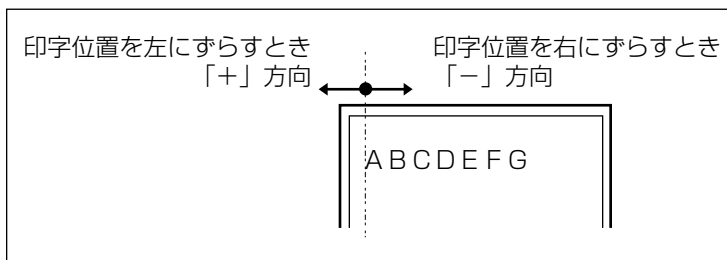 印字位置を左にずらすとき
「＋」方向
印字位置を右にずらすとき
「－」方向
ＡＢＣＤＥＦＧ